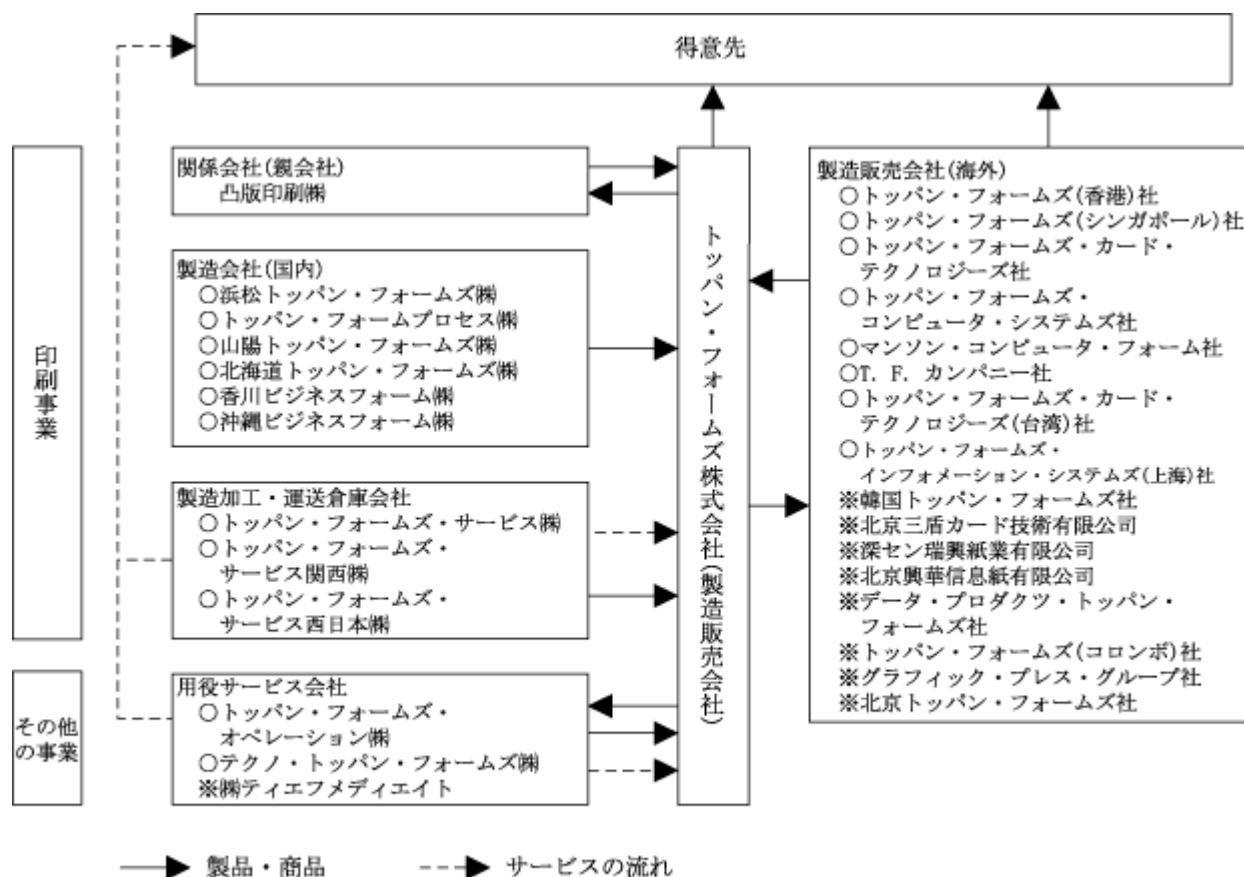 得意先
印刷事業
関係会社(親会社)
凸版印刷㈱
製造会社(国内)
○浜松トッパン・フォームズ㈱
○トッパン・フォームプロセス㈱
○山陽トッパン・フォームズ㈱
○北海道トッパン・フォームズ㈱
○香川ビジネスフォーム㈱
○沖縄ビジネスフォーム㈱
製造加工・運送倉庫会社
○トッパン・フォームズ・サービス㈱
○トッパン・フォームズ・
サービス関西㈱
○トッパン・フォームズ・
サービス西日本㈱
その他
の事業
用役サービス会社
○トッパン・フォームズ・
オペレーション㈱
○テクノ・トッパン・フォームズ㈱
※㈱ティエフメディエイト
トッパン・フォームズ株式会社(製造販売会社)
製造販売会社(海外)
○トッパン・フォームズ(香港)社
○トッパン・フォームズ(シンガポール)社
○トッパン・フォームズ・カード・
テクノロジーズ社
○トッパン・フォームズ・
コンピュータ・システムズ社
○マンソン・コンピュータ・フォーム社
○T. F. カンパニー社
○トッパン・フォームズ・カード・
テクノロジーズ(台湾)社
○トッパン・フォームズ・
インフォメーション・システムズ(上海)社
※韓国トッパン・フォームズ社
※北京三盾カード技術有限公司
※深セン瑞興紙業有限公司
※北京興華信息紙有限公司
※データ・プロダクツ・トッパン・
フォームズ社
※トッパン・フォームズ(コロンボ)社
※グラフィック・プレス・グループ社
※北京トッパン・フォームズ社
製品・商品
サービスの流れ